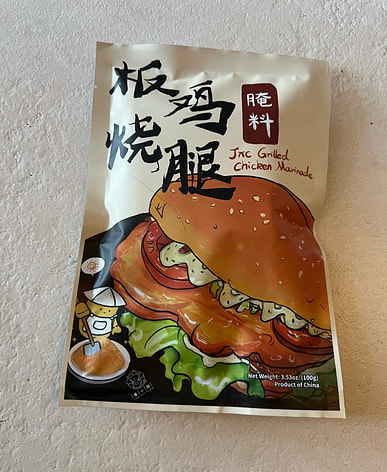 板烧
鸡腿
腌料
JXC Grilled
Chicken Marinade
Net Weight: 3.53oz. (100g)
Product of China